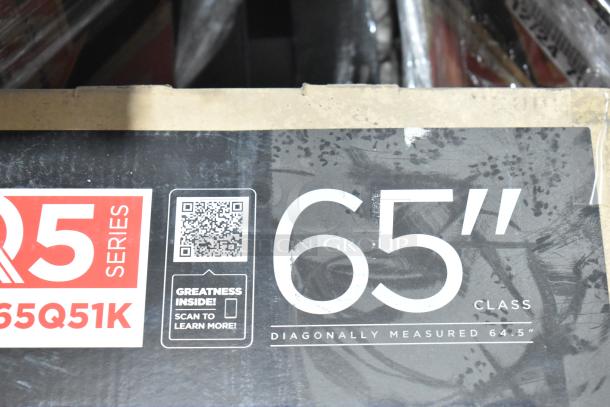 Q5
SERIES
65Q51K
GREATNESS
INSIDE!
SCAN TO
LEARN MORE!
65"
CLASS
DIAGONALLY MEASURED 64.5"